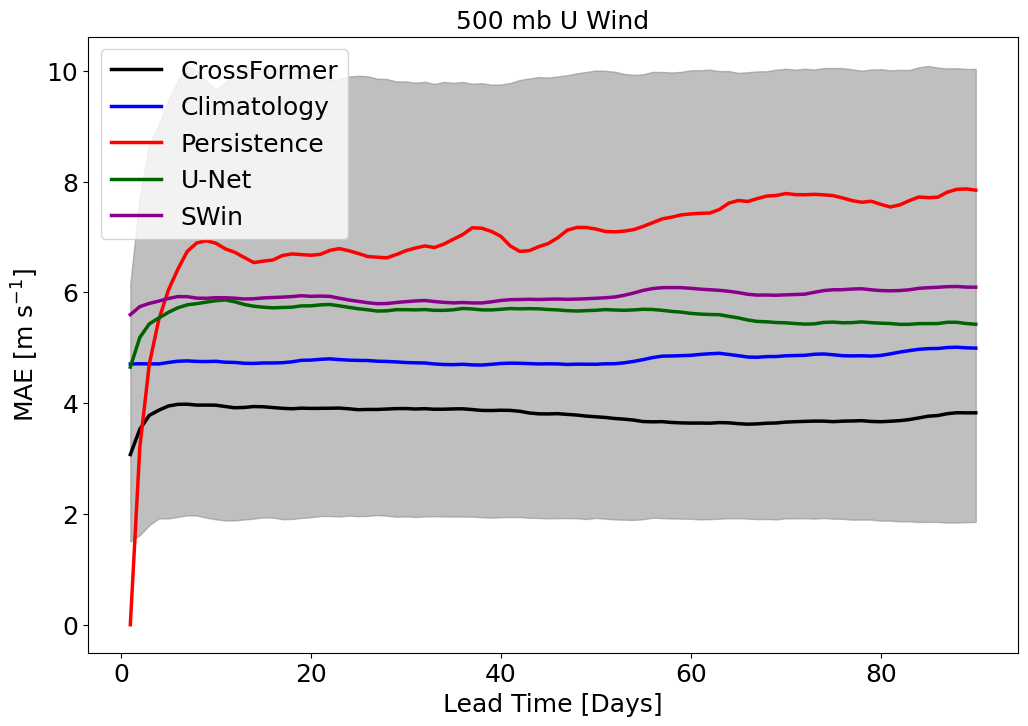 500 mb U Wind
CrossFormer
Climatology
Persistence
U-Net
SWin
10
8
6
4
2
0
MAE [m s⁻¹]
0 20 40 60 80
Lead Time [Days]